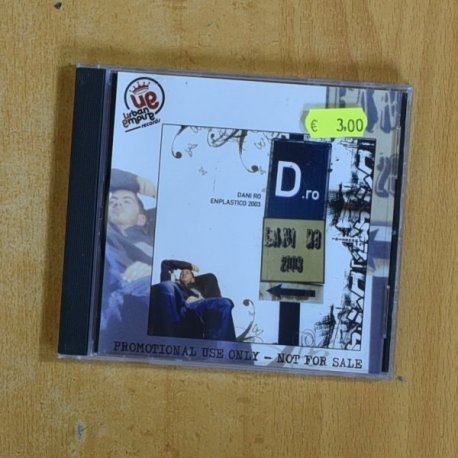 ue
urban
empire
records
€ 3.00
D.ro
DANI RO
ENPLASTICO 2003
DANI RO
2003
PROMOTIONAL USE ONLY – NOT FOR SALE